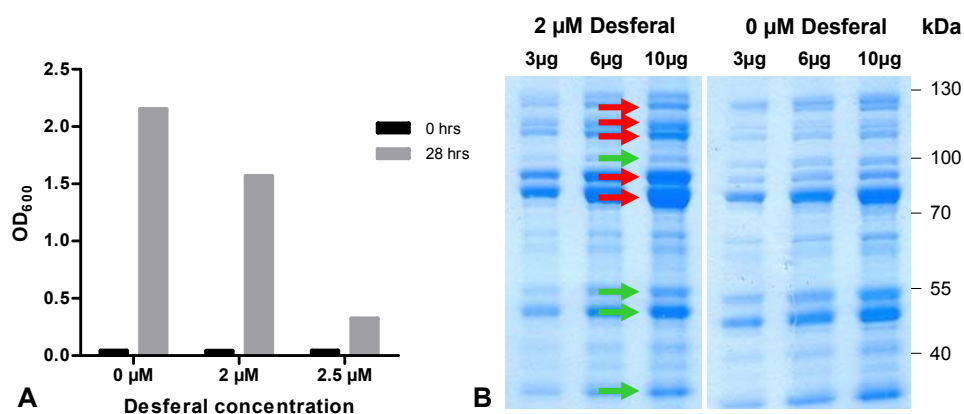 A
OD600
2.5
2.0
1.5
1.0
0.5
0.0
0 µM
2 µM
2.5 µM
Desferal concentration
0 hrs
28 hrs
B
2 µM Desferal
0 µM Desferal
kDa
3µg
6µg
10µg
3µg
6µg
10µg
130
100
70
55
40